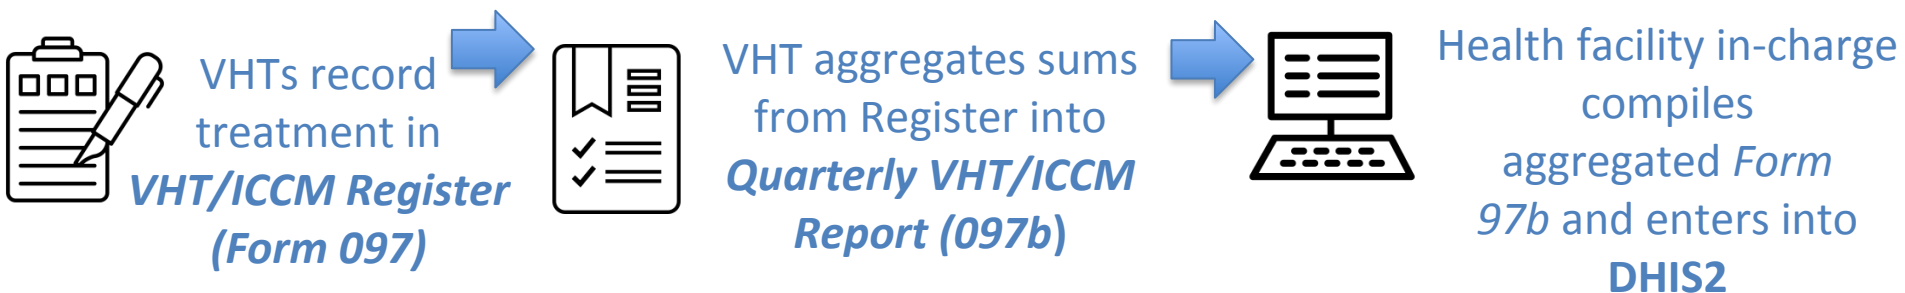 VHTs record
treatment in
VHT/ICCM Register
(Form 097)
VHT aggregates sums
from Register into
Quarterly VHT/ICCM
Report (097b)
Health facility in-charge
compiles
aggregated Form
97b and enters into
DHIS2